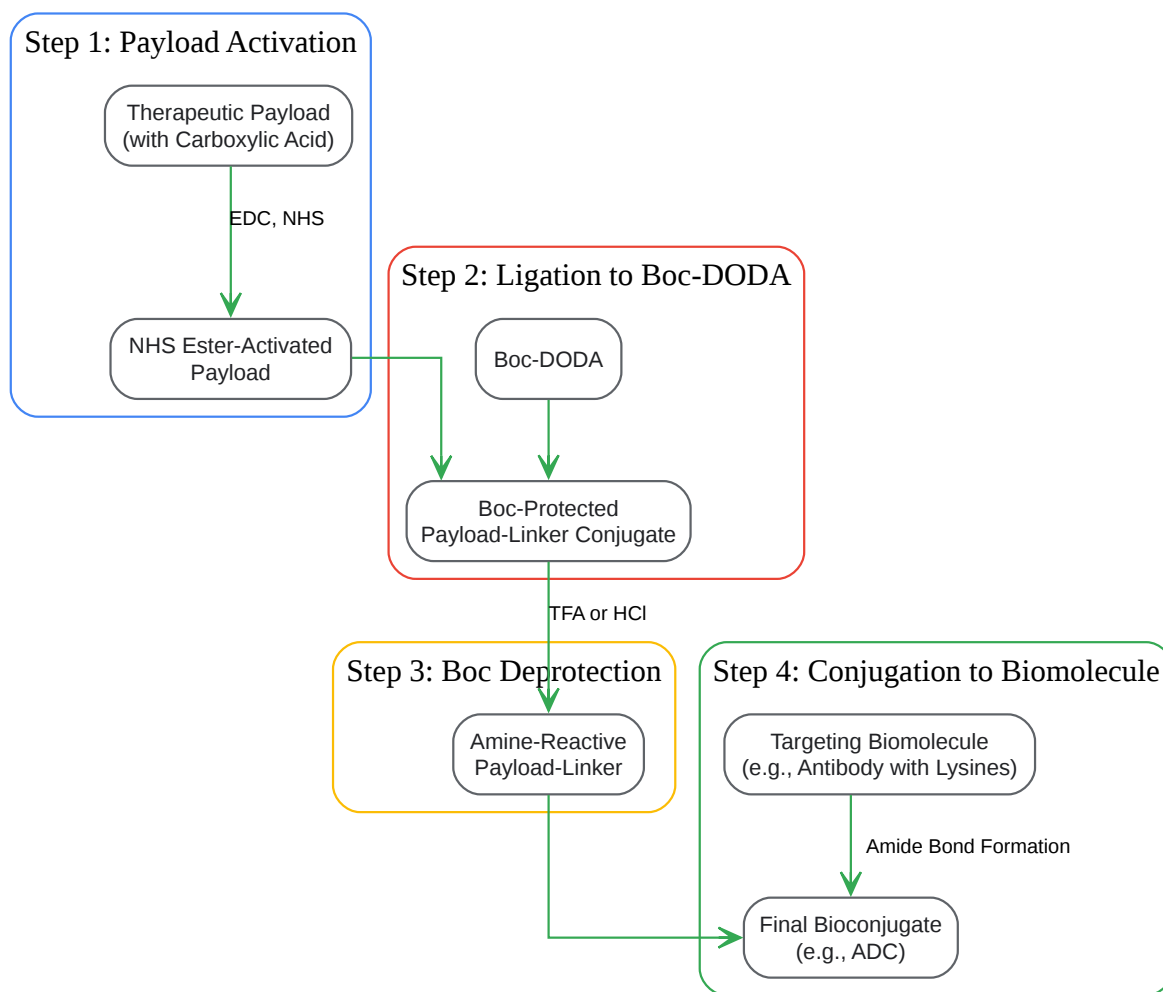 Step 1: Payload Activation
Therapeutic Payload
(with Carboxylic Acid)
EDC, NHS
NHS Ester-Activated
Payload
Step 2: Ligation to Boc-DODA
Boc-DODA
Boc-Protected
Payload-Linker Conjugate
TFA or HCl
Step 3: Boc Deprotection
Amine-Reactive
Payload-Linker
Step 4: Conjugation to Biomolecule
Targeting Biomolecule
(e.g., Antibody with Lysines)
Amide Bond Formation
Final Bioconjugate
(e.g., ADC)